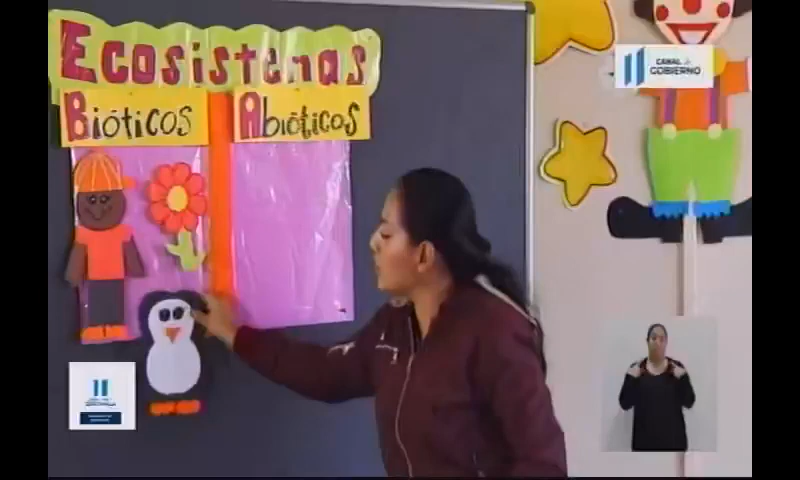 Ecosistemas
Bióticos
Abióticos
CANAL de
GOBIERNO